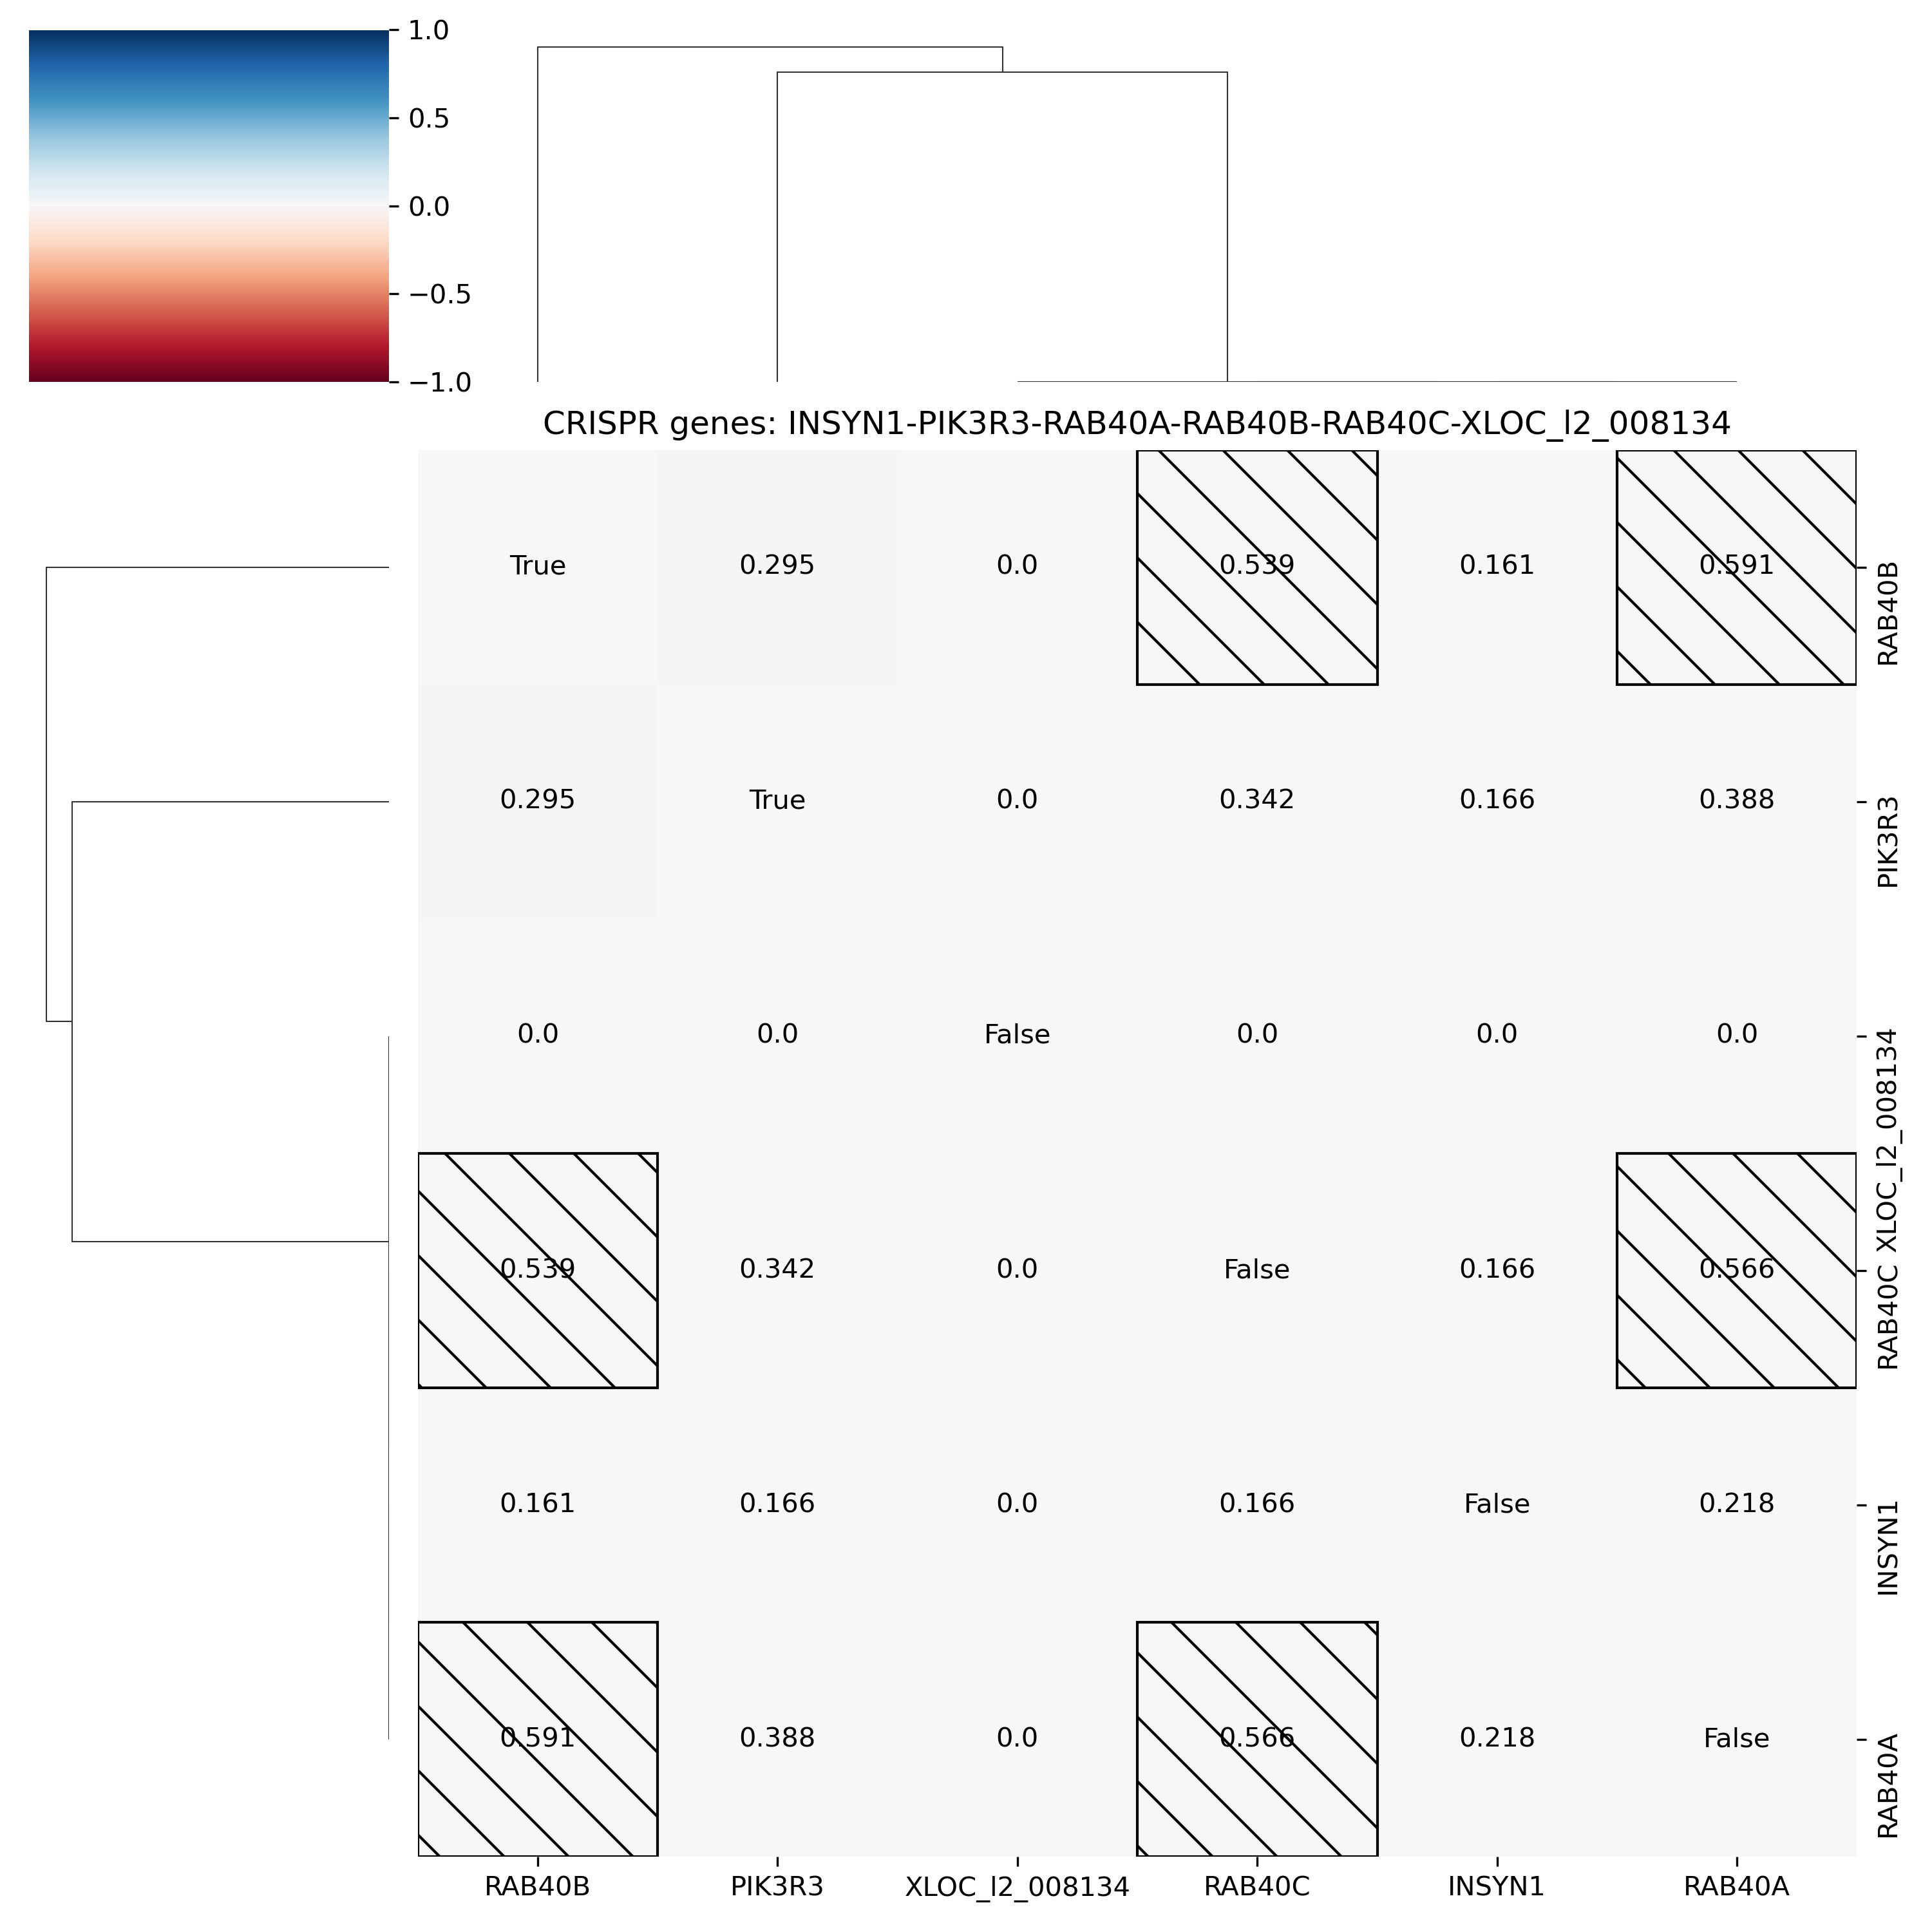 1.0
0.5
0.0
−0.5
−1.0
CRISPR genes: INSYN1-PIK3R3-RAB40A-RAB40B-RAB40C-XLOC_l2_008134
True 0.295 0.0 0.539 0.161 0.591
RAB40B
0.295 True 0.0 0.342 0.166 0.388
PIK3R3
0.0 0.0 False 0.0 0.0 0.0
XLOC_l2_008134
0.539 0.342 0.0 False 0.166 0.566
RAB40C
0.161 0.166 0.0 0.166 False 0.218
INSYN1
0.591 0.388 0.0 0.566 0.218 False
RAB40A
RAB40B PIK3R3 XLOC_l2_008134 RAB40C INSYN1 RAB40A